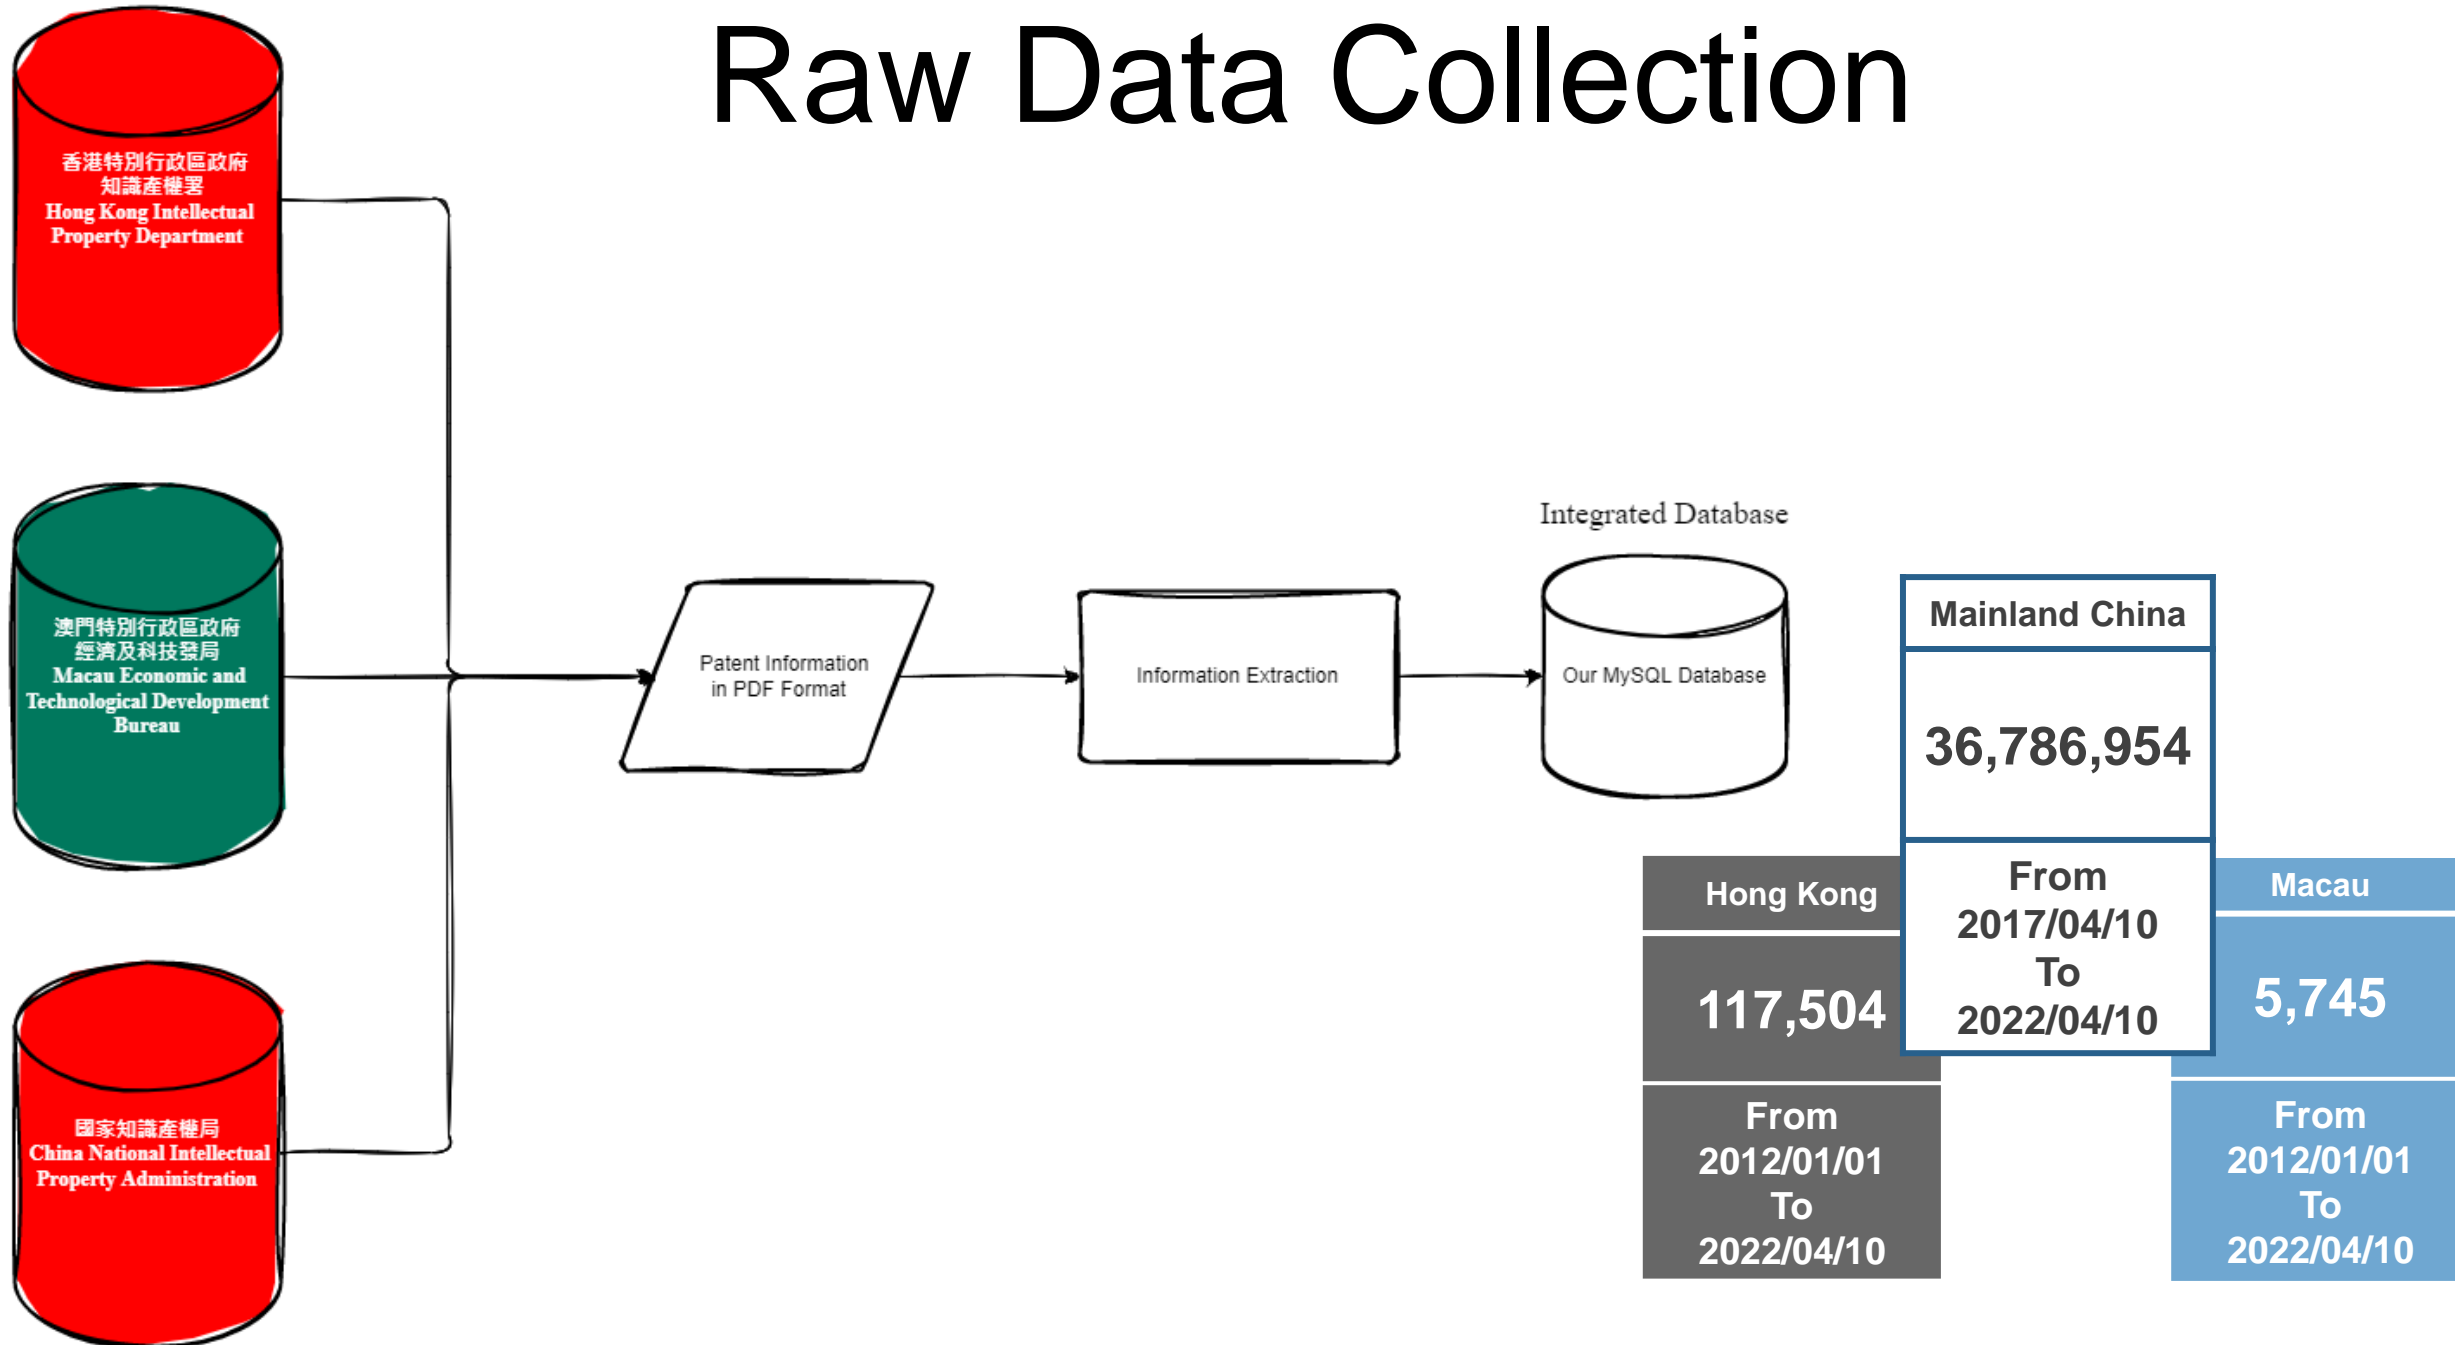 Raw Data Collection
香港特別行政區政府
知識產權署
Hong Kong Intellectual
Property Department
澳門特別行政區政府
經濟及科技發局
Macau Economic and
Technological Development
Bureau
國家知識產權局
China National Intellectual
Property Administration
Patent Information
in PDF Format
Information Extraction
Integrated Database
Our MySQL Database
Mainland China
36,786,954
From
2017/04/10
To
2022/04/10
Hong Kong
117,504
From
2012/01/01
To
2022/04/10
Macau
5,745
From
2012/01/01
To
2022/04/10